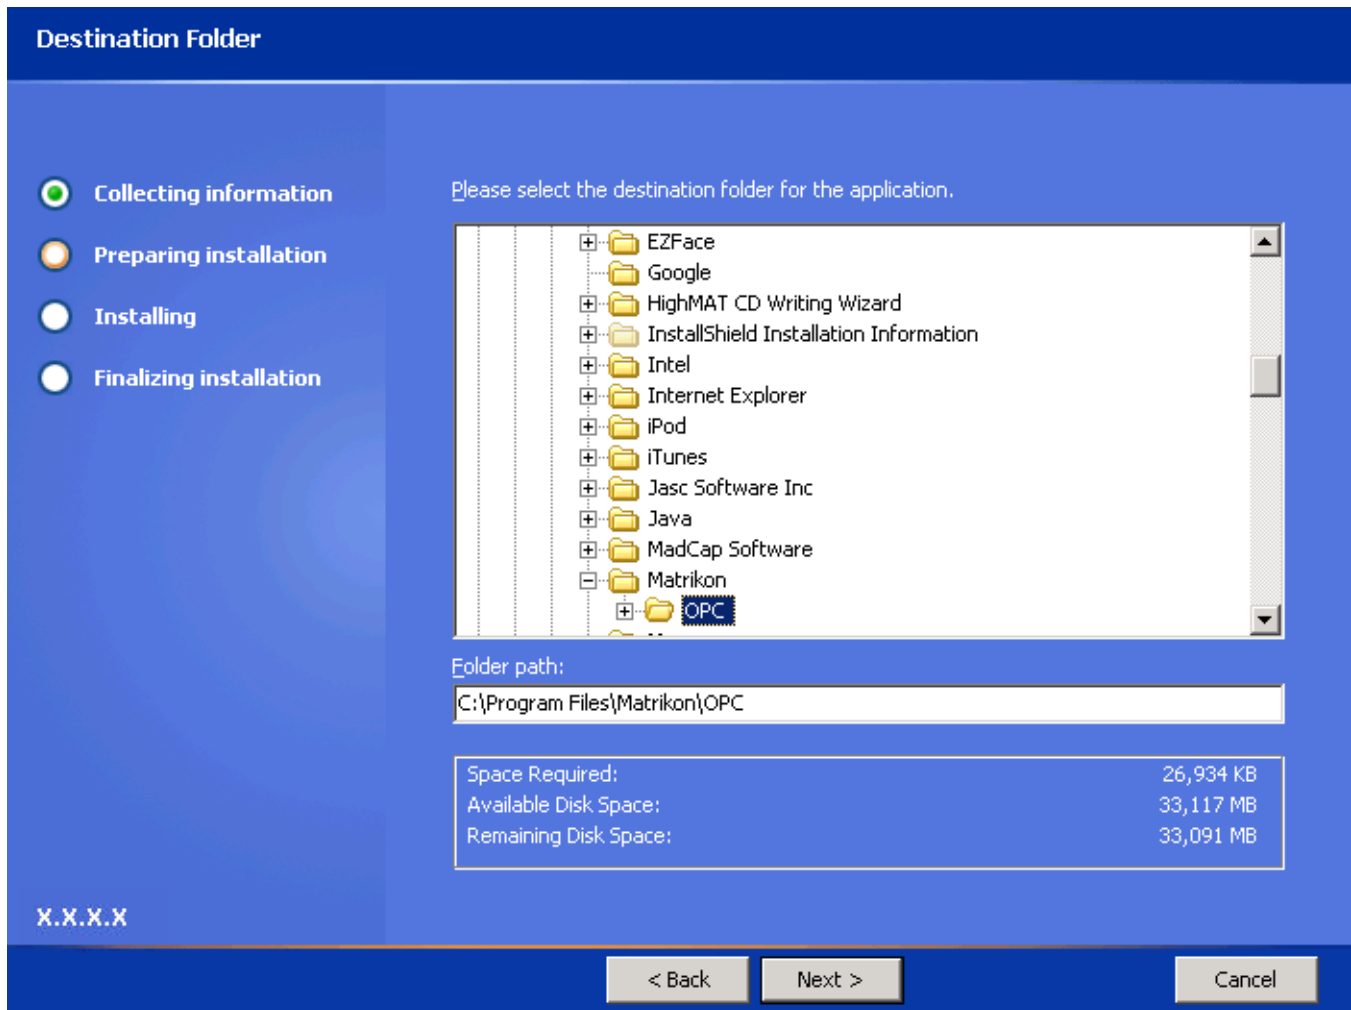 Destination Folder
Collecting information
Preparing installation
Installing
Finalizing installation
Please select the destination folder for the application.
EZFace
Google
HighMAT CD Writing Wizard
InstallShield Installation Information
Intel
Internet Explorer
iPod
iTunes
Jasc Software Inc
Java
MadCap Software
Matrikon
OPC
Folder path:
C:\Program Files\Matrikon\OPC
Space Required: 26,934 KB
Available Disk Space: 33,117 MB
Remaining Disk Space: 33,091 MB
X.X.X.X
< Back
Next >
Cancel